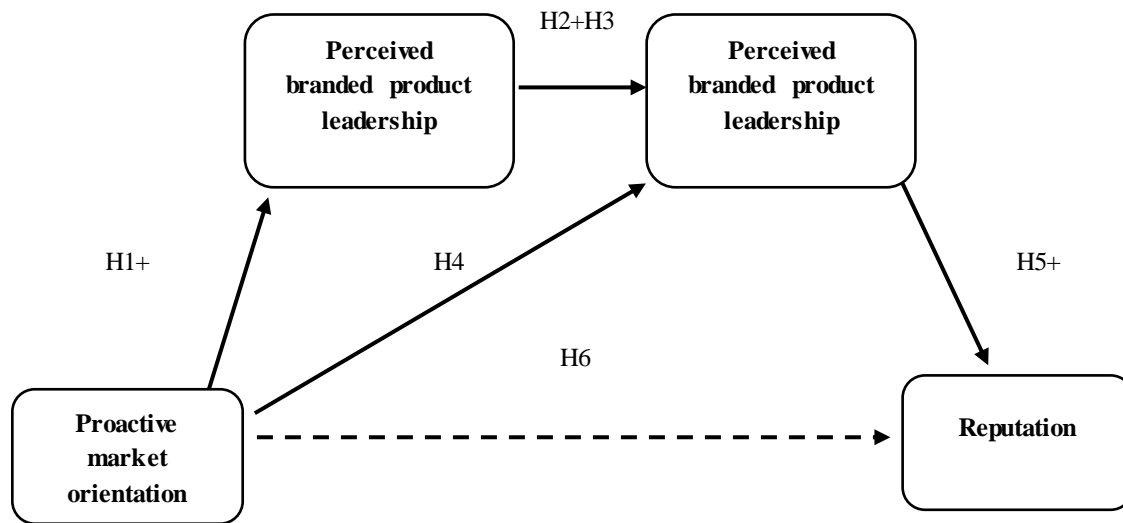 H2+H3
Perceived
branded product
leadership
Perceived
branded product
leadership
H1+
H4
H5+
H6
Proactive
market
orientation
Reputation